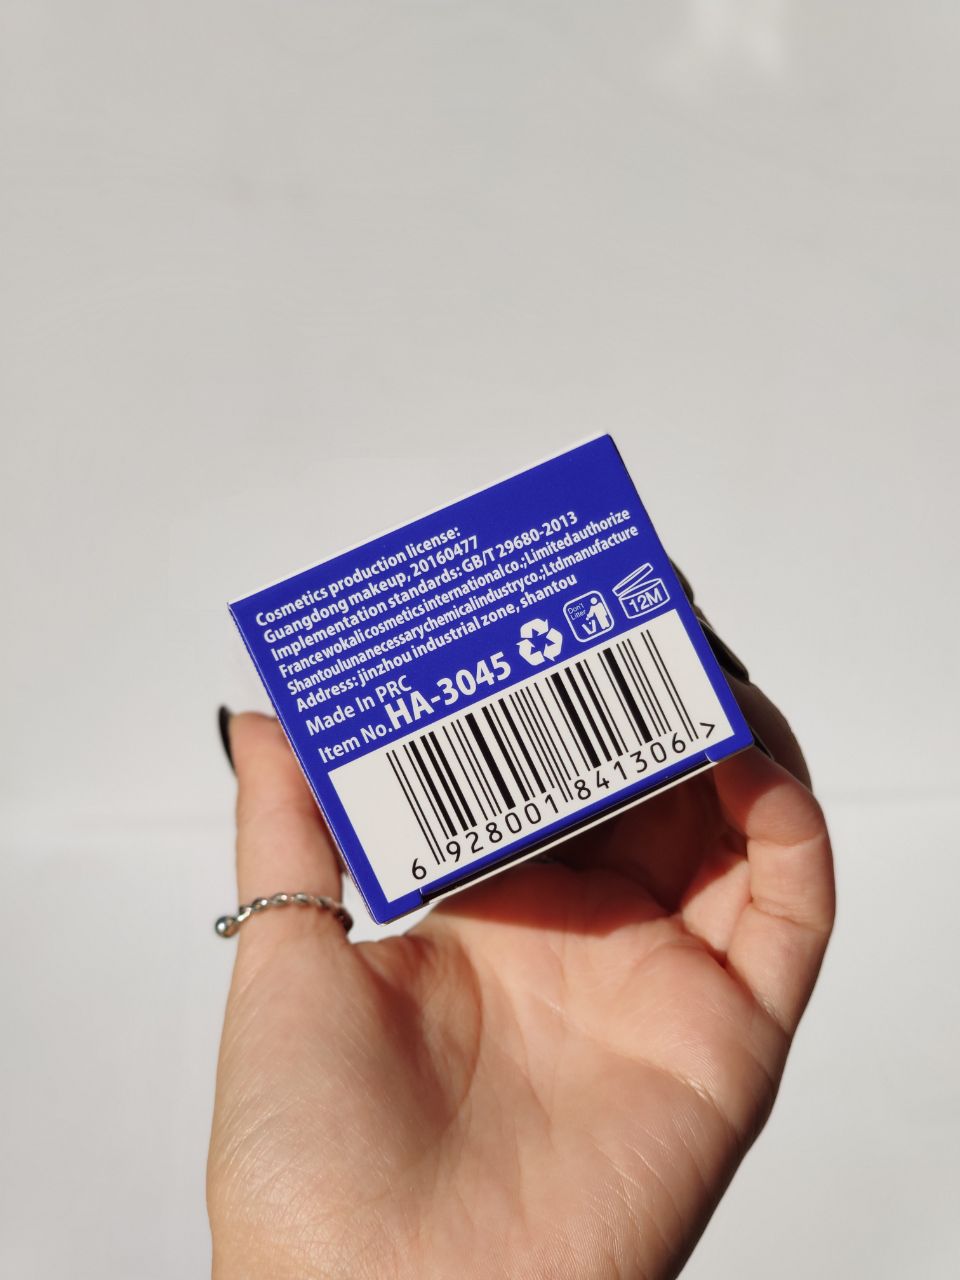 Cosmetics production license:
Guangdong makeup, 20160477
Implementation standards: GB/T 29680-2013
Francewokalicosmeticsinternationalco.;Limitedauthorize
Shantoulunanecessarychemicalindustryco.;Ltdmanufacture
Address: jinzhou industrial zone, shantou
Made In PRC
Item No.HA-3045
Don't
Litter
12M
6 928001 841306 >